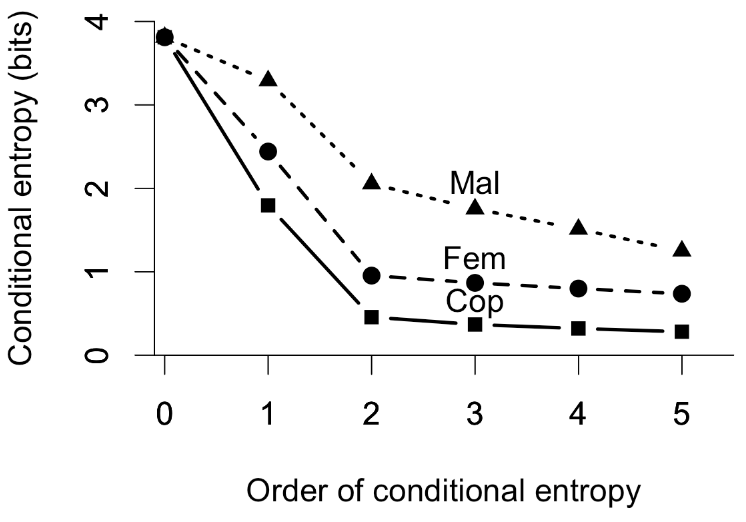 Conditional entropy (bits)
4
3
2
1
0
Mal
Fem
Cop
0 1 2 3 4 5
Order of conditional entropy